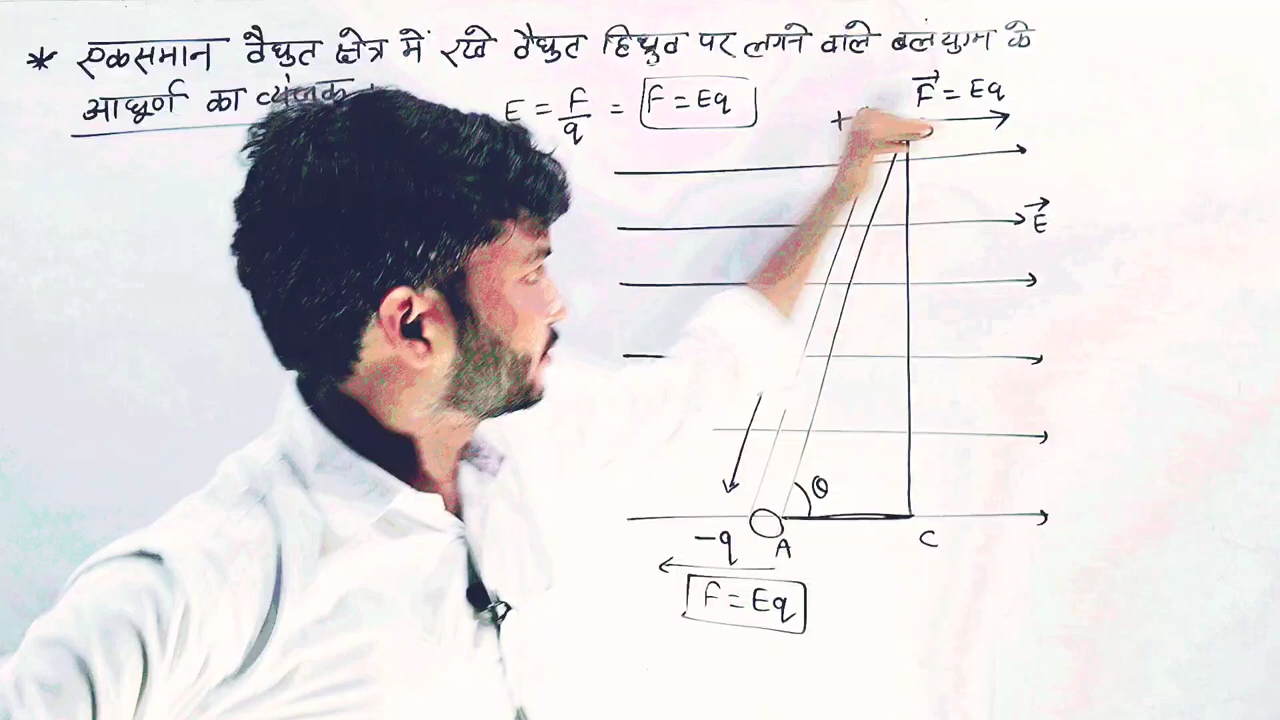 * एकसमान वैधुत क्षेत्र में रखे वैधुत द्विध्रुव पर लगने वाले बलयुग्म के
आघूर्ण का व्यंजक
E = F/q = F = Eq
F⃗ = Eq
+
E⃗
θ
-q A C
F = Eq